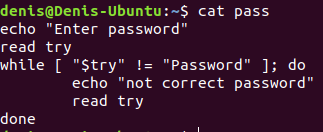 denis@Denis-Ubuntu:~$ cat pass
echo "Enter password"
read try
while [ "$try" != "Password" ]; do
        echo "not correct password"
        read try
done